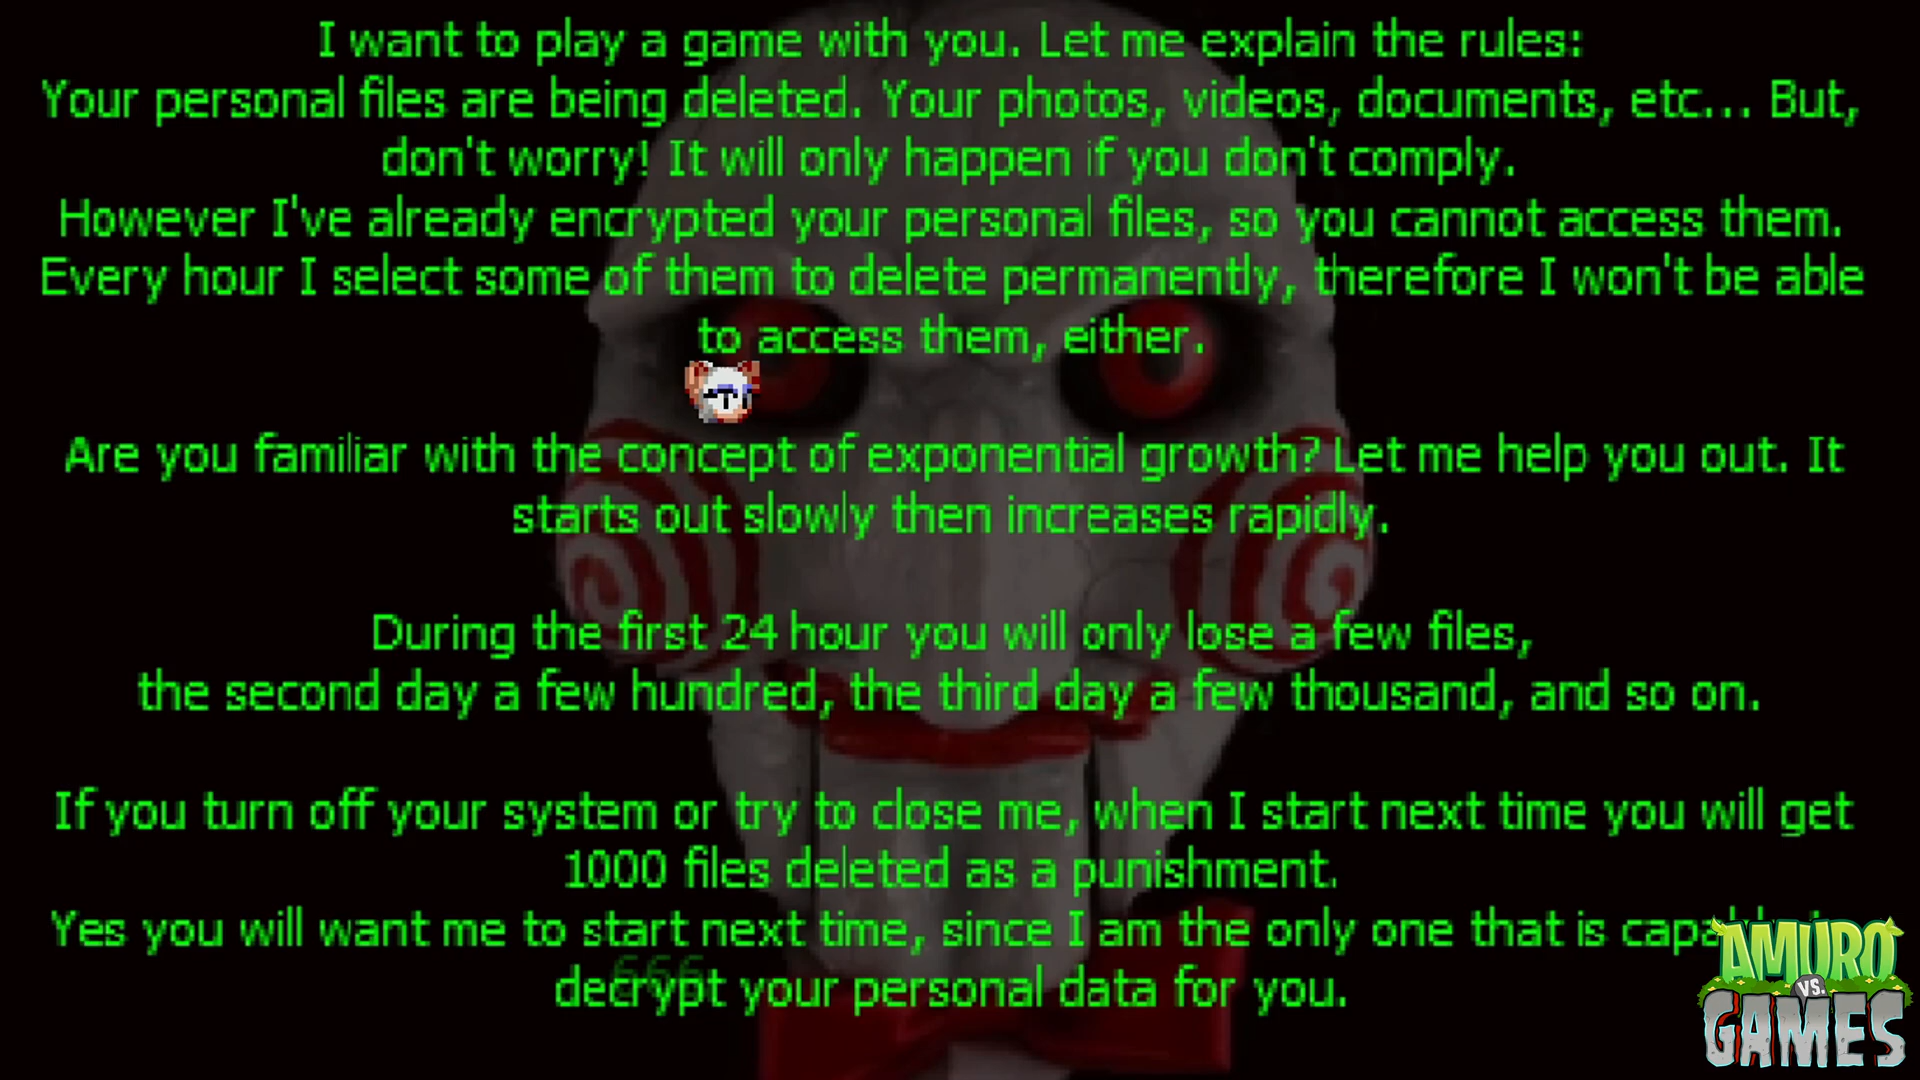 I want to play a game with you. Let me explain the rules:
Your personal files are being deleted. Your photos, videos, documents, etc... But,
don't worry! It will only happen if you don't comply.
However I've already encrypted your personal files, so you cannot access them.
Every hour I select some of them to delete permanently, therefore I won't be able
to access them, either.
Are you familiar with the concept of exponential growth? Let me help you out. It
starts out slowly then increases rapidly.
During the first 24 hour you will only lose a few files,
the second day a few hundred, the third day a few thousand, and so on.
If you turn off your system or try to close me, when I start next time you will get
1000 files deleted as a punishment.
Yes you will want me to start next time, since I am the only one that is
decrypt your personal data for you.
666
AMURO
VS.
GAMES